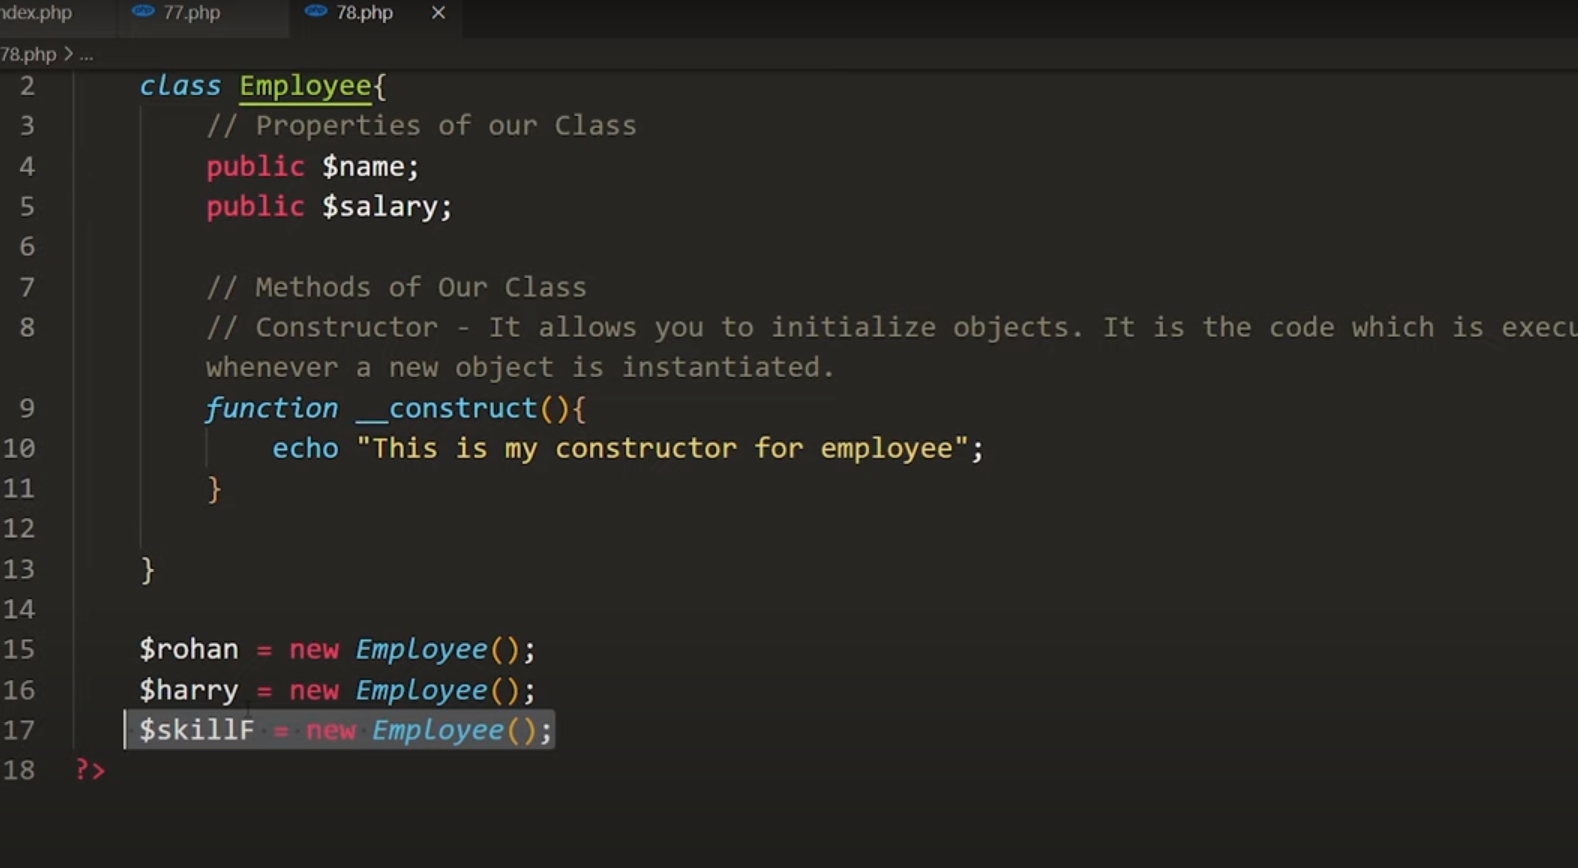 ndex.php
php 77.php
php 78.php ×
78.php > ...
2 class Employee{
3 // Properties of our Class
4 public $name;
5 public $salary;
6
7 // Methods of Our Class
8 // Constructor - It allows you to initialize objects. It is the code which is execu
whenever a new object is instantiated.
9 function __construct(){
10 echo "This is my constructor for employee";
11 }
12
13 }
14
15 $rohan = new Employee();
16 $harry = new Employee();
17 $skillF = new Employee();
18 ?>